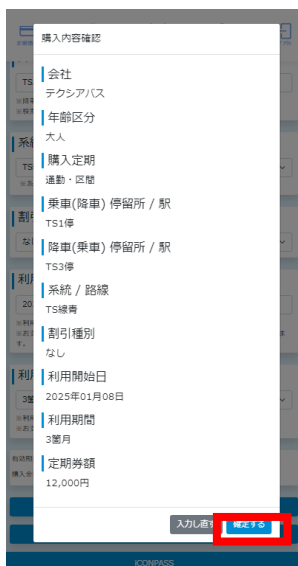 購入内容確認
会社
テクシアバス
年齢区分
大人
購入定期
通勤・区間
乗車(降車) 停留所 / 駅
TS1停
降車(乗車) 停留所 / 駅
TS3停
系統 / 路線
TS線青
割引種別
なし
利用開始日
2025年01月08日
利用期間
3箇月
定期券額
12,000円
入力し直す
確定する
ICONPASS